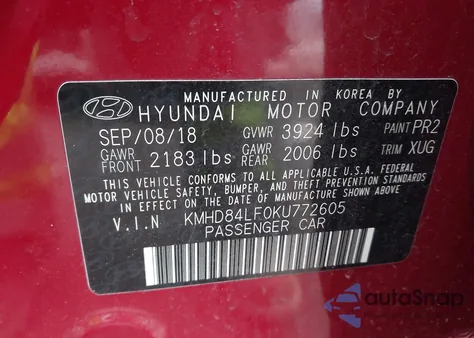 MANUFACTURED IN KOREA BY
HYUNDAI MOTOR COMPANY
SEP/08/18 GVWR 3924 lbs PAINT PR2
GAWR FRONT 2183 lbs GAWR REAR 2006 lbs TRIM XUG
THIS VEHICLE CONFORMS TO ALL APPLICABLE U.S.A. FEDERAL
MOTOR VEHICLE SAFETY, BUMPER, AND THEFT PREVENTION
STANDARDS IN EFFECT ON THE DATE OF MANUFACTURE
SHOWN ABOVE.
V.I.N KMHD84LF0KU772605
PASSENGER CAR
autoSnap